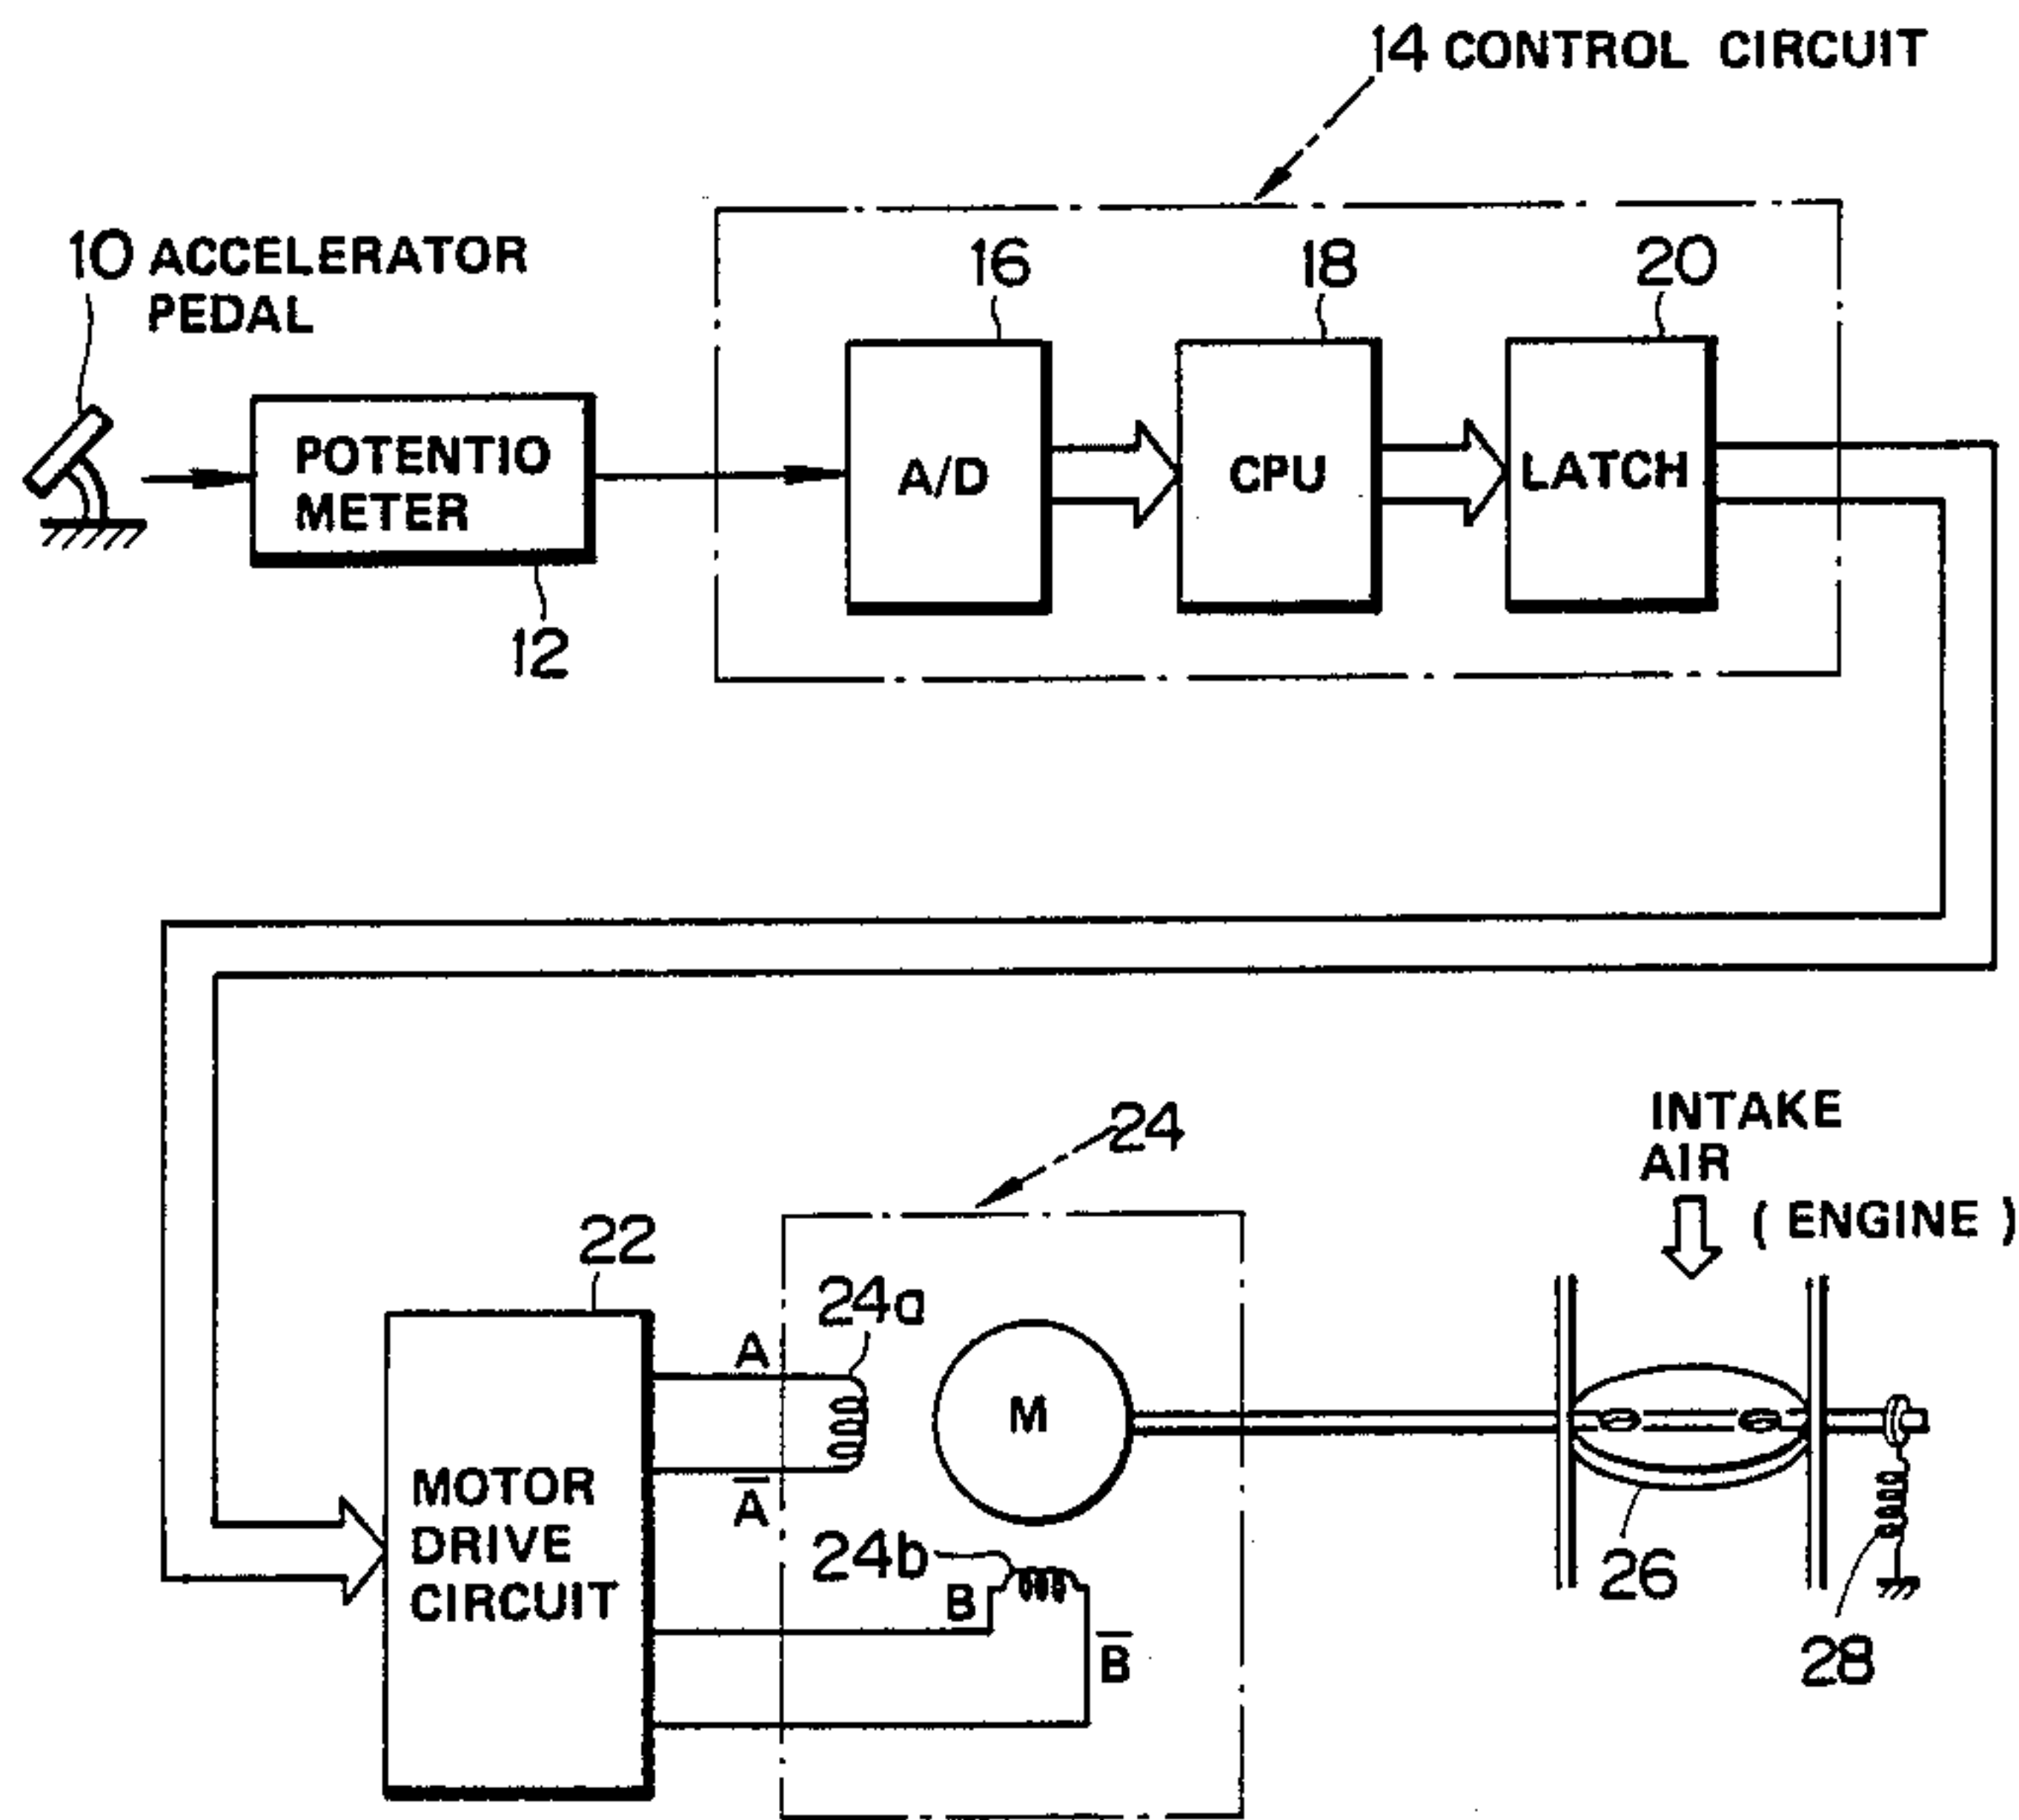 14 CONTROL CIRCUIT
10 ACCELERATOR
PEDAL
16
18
20
POTENTIO
METER
A/D
CPU
LATCH
12
24
INTAKE
AIR
( ENGINE )
22
24a
A
M
A̅
MOTOR
DRIVE
CIRCUIT
24b
B
B̅
26
28